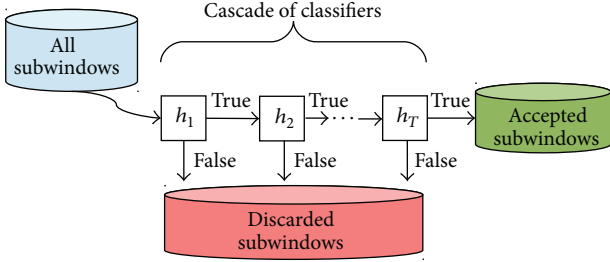 Cascade of classifiers
All
subwindows
h1 True h2 True ... hT True
Accepted
subwindows
False False False
Discarded
subwindows